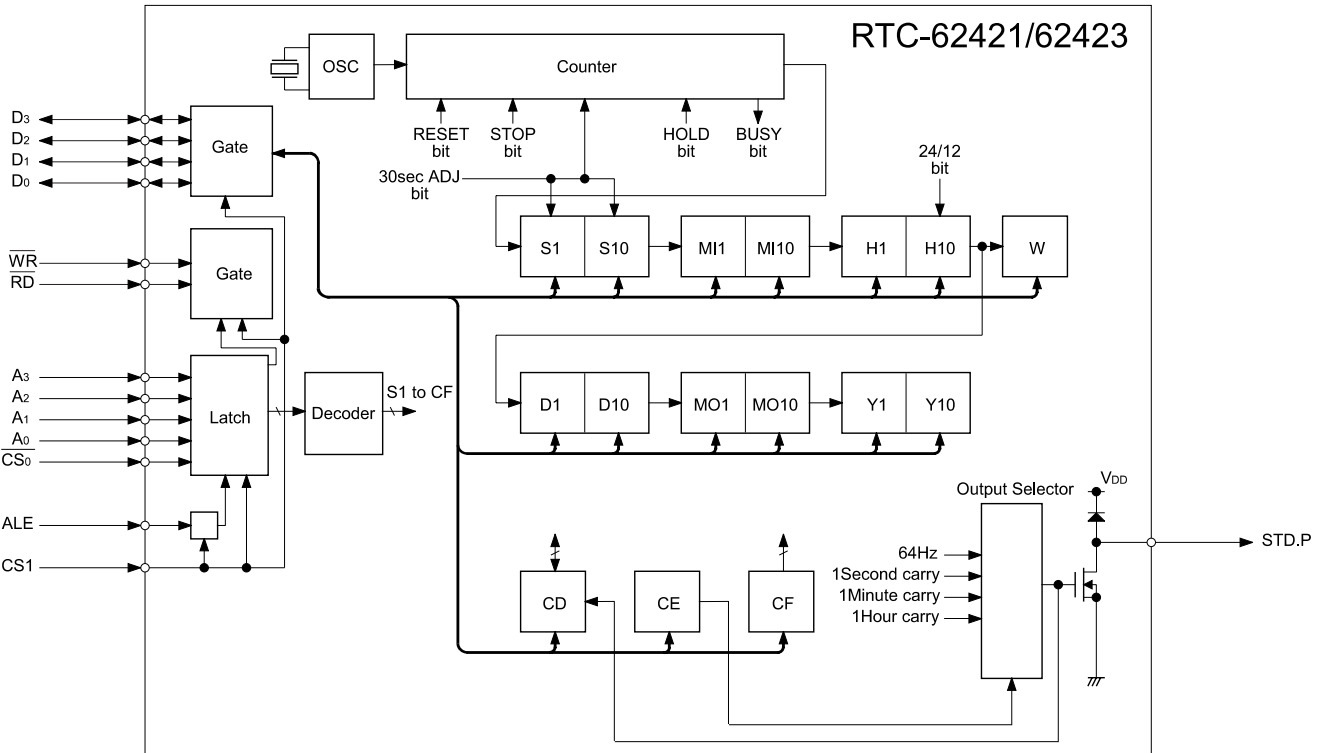 RTC-62421/62423
OSC
Counter
D3
D2
D1
D0
Gate
RESET
bit
STOP
bit
HOLD
bit
BUSY
bit
30sec ADJ
bit
24/12
bit
S1
S10
MI1
MI10
H1
H10
W
WR
RD
Gate
A3
A2
A1
A0
CS0
Latch
Decoder
S1 to CF
D1
D10
MO1
MO10
Y1
Y10
ALE
CS1
Output Selector
VDD
STD.P
64Hz
1Second carry
1Minute carry
1Hour carry
CD
CE
CF